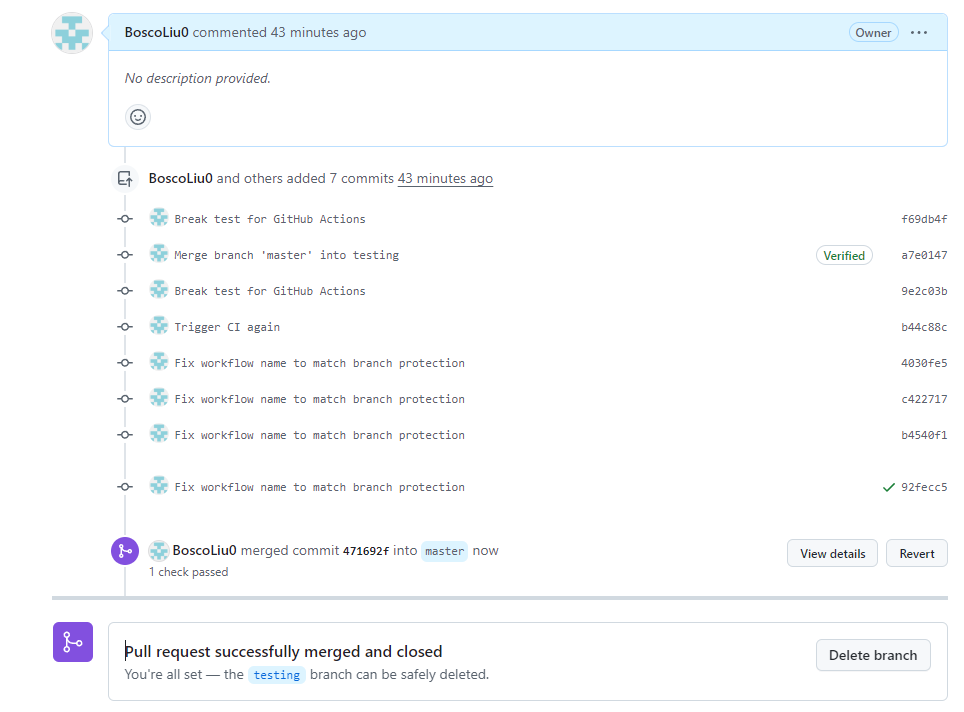 BoscoLiu0 commented 43 minutes ago Owner ...
No description provided.
BoscoLiu0 and others added 7 commits 43 minutes ago
Break test for GitHub Actions f69db4f
Merge branch 'master' into testing Verified a7e0147
Break test for GitHub Actions 9e2c03b
Trigger CI again b44c88c
Fix workflow name to match branch protection 4030fe5
Fix workflow name to match branch protection c422717
Fix workflow name to match branch protection b4540f1
Fix workflow name to match branch protection 92fecc5
BoscoLiu0 merged commit 471692f into master now View details Revert
1 check passed
Pull request successfully merged and closed Delete branch
You're all set — the testing branch can be safely deleted.